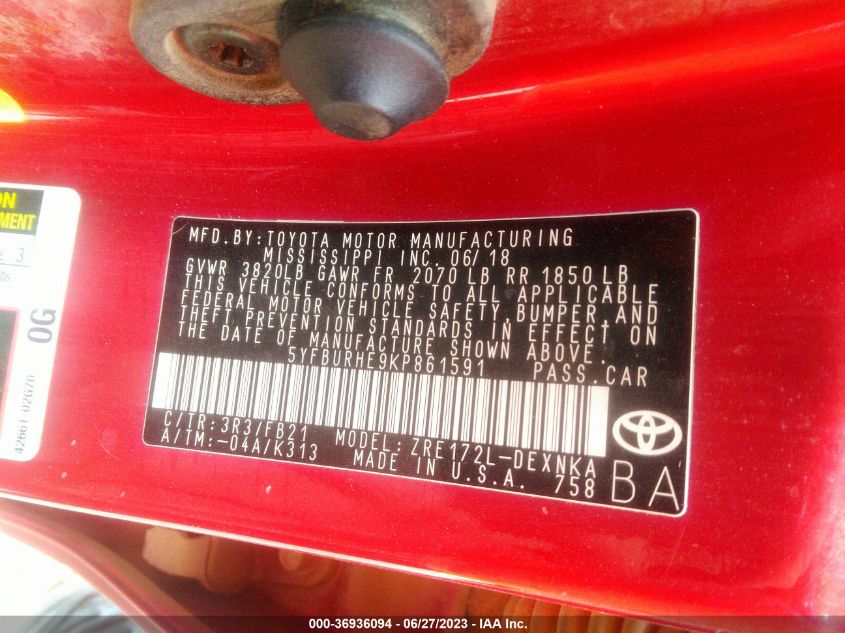 MFD.BY:TOYOTA MOTOR MANUFACTURING
MISSISSIPPI INC. 06/18
GVWR 3820LB GAWR FR 2070 LB RR 1850 LB
THIS VEHICLE CONFORMS TO ALL APPLICABLE
FEDERAL MOTOR VEHICLE SAFETY,BUMPER,AND
THEFT PREVENTION STANDARDS IN EFFECT ON
THE DATE OF MANUFACTURE SHOWN ABOVE.
5YFBURHE9KP861591 PASS.CAR
C/TR:3R3/FB21 MODEL:ZRE172L-DEXNKA
A/TM:-04A/K313 MADE IN U.S.A. 758
BA
3
0G
42661 02G70
000-36936094 - 06/27/2023 - IAA Inc.